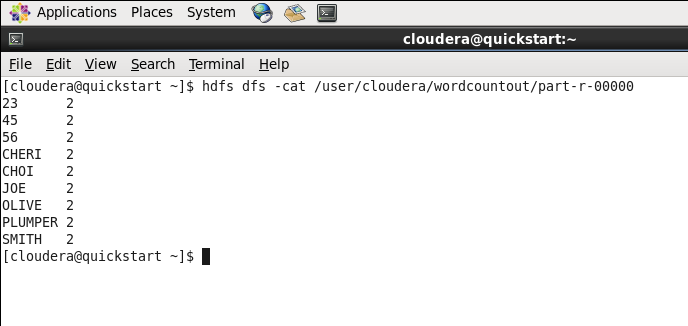 Applications Places System
cloudera@quickstart:~
File Edit View Search Terminal Help
[cloudera@quickstart ~]$ hdfs dfs -cat /user/cloudera/wordcountout/part-r-00000
23 2
45 2
56 2
CHERI 2
CHOI 2
JOE 2
OLIVE 2
PLUMPER 2
SMITH 2
[cloudera@quickstart ~]$